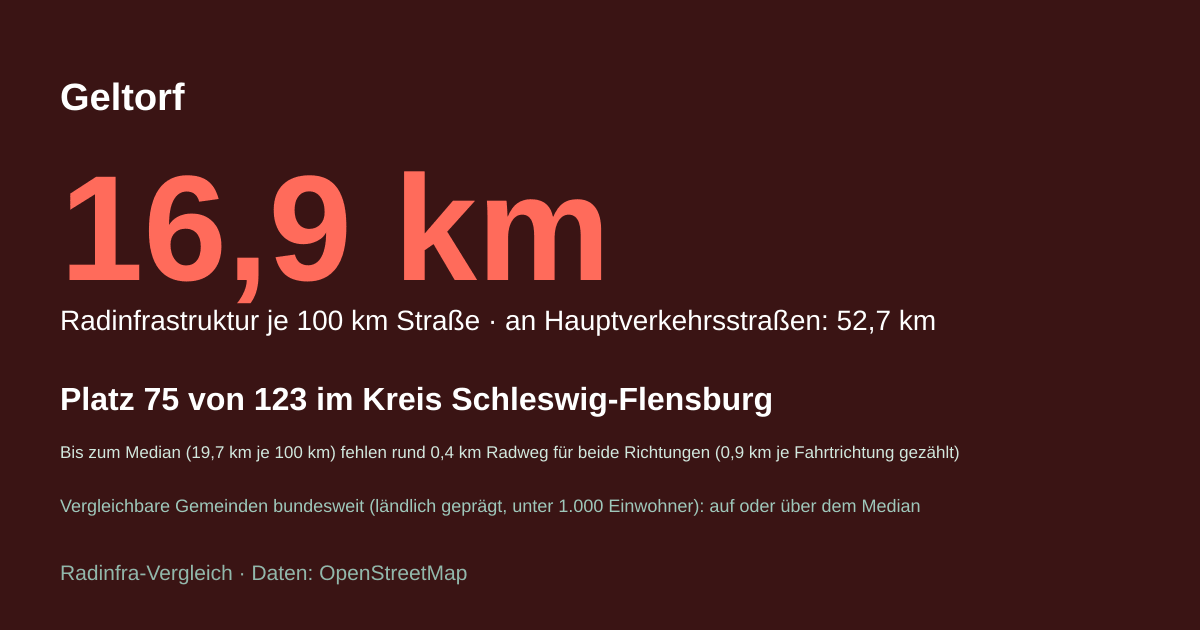 Geltorf
16,9 km
Radinfrastruktur je 100 km Straße · an Hauptverkehrsstraßen: 52,7 km
Platz 75 von 123 im Kreis Schleswig-Flensburg
Bis zum Median (19,7 km je 100 km) fehlen rund 0,4 km Radweg für beide Richtungen (0,9 km je Fahrtrichtung gezählt)
Vergleichbare Gemeinden bundesweit (ländlich geprägt, unter 1.000 Einwohner): auf oder über dem Median
Radinfra-Vergleich · Daten: OpenStreetMap